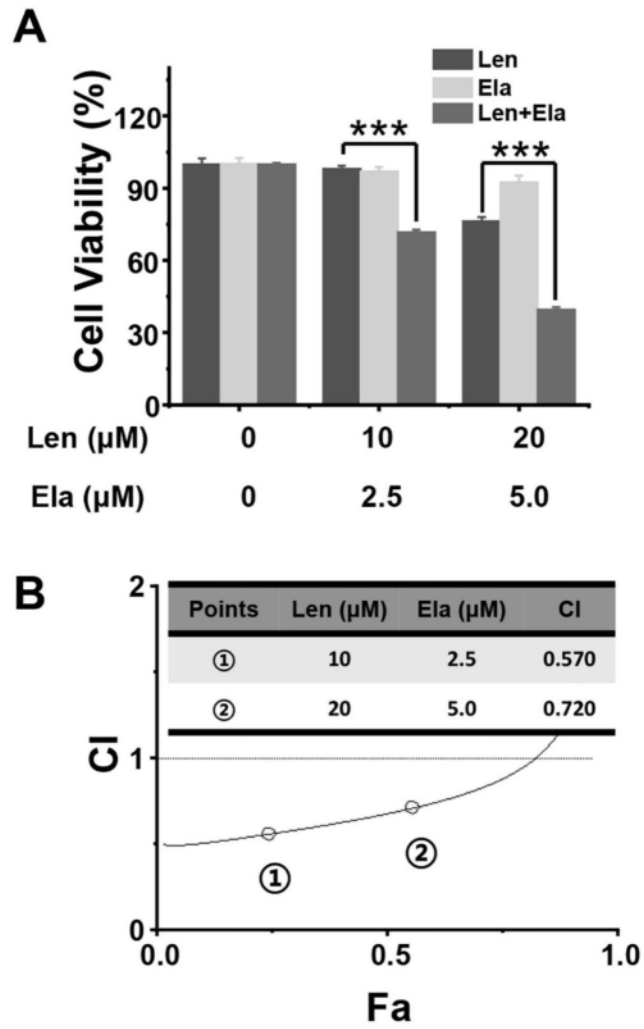 A
Cell Viability (%)
Len
Ela
Len+Ela
120
90
60
30
0
***
***
Len (μM) 0 10 20
Ela (μM) 0 2.5 5.0
B
CI
2
1
0
Points Len (μM) Ela (μM) CI
① 10 2.5 0.570
② 20 5.0 0.720
①
②
0.0 0.5 1.0
Fa